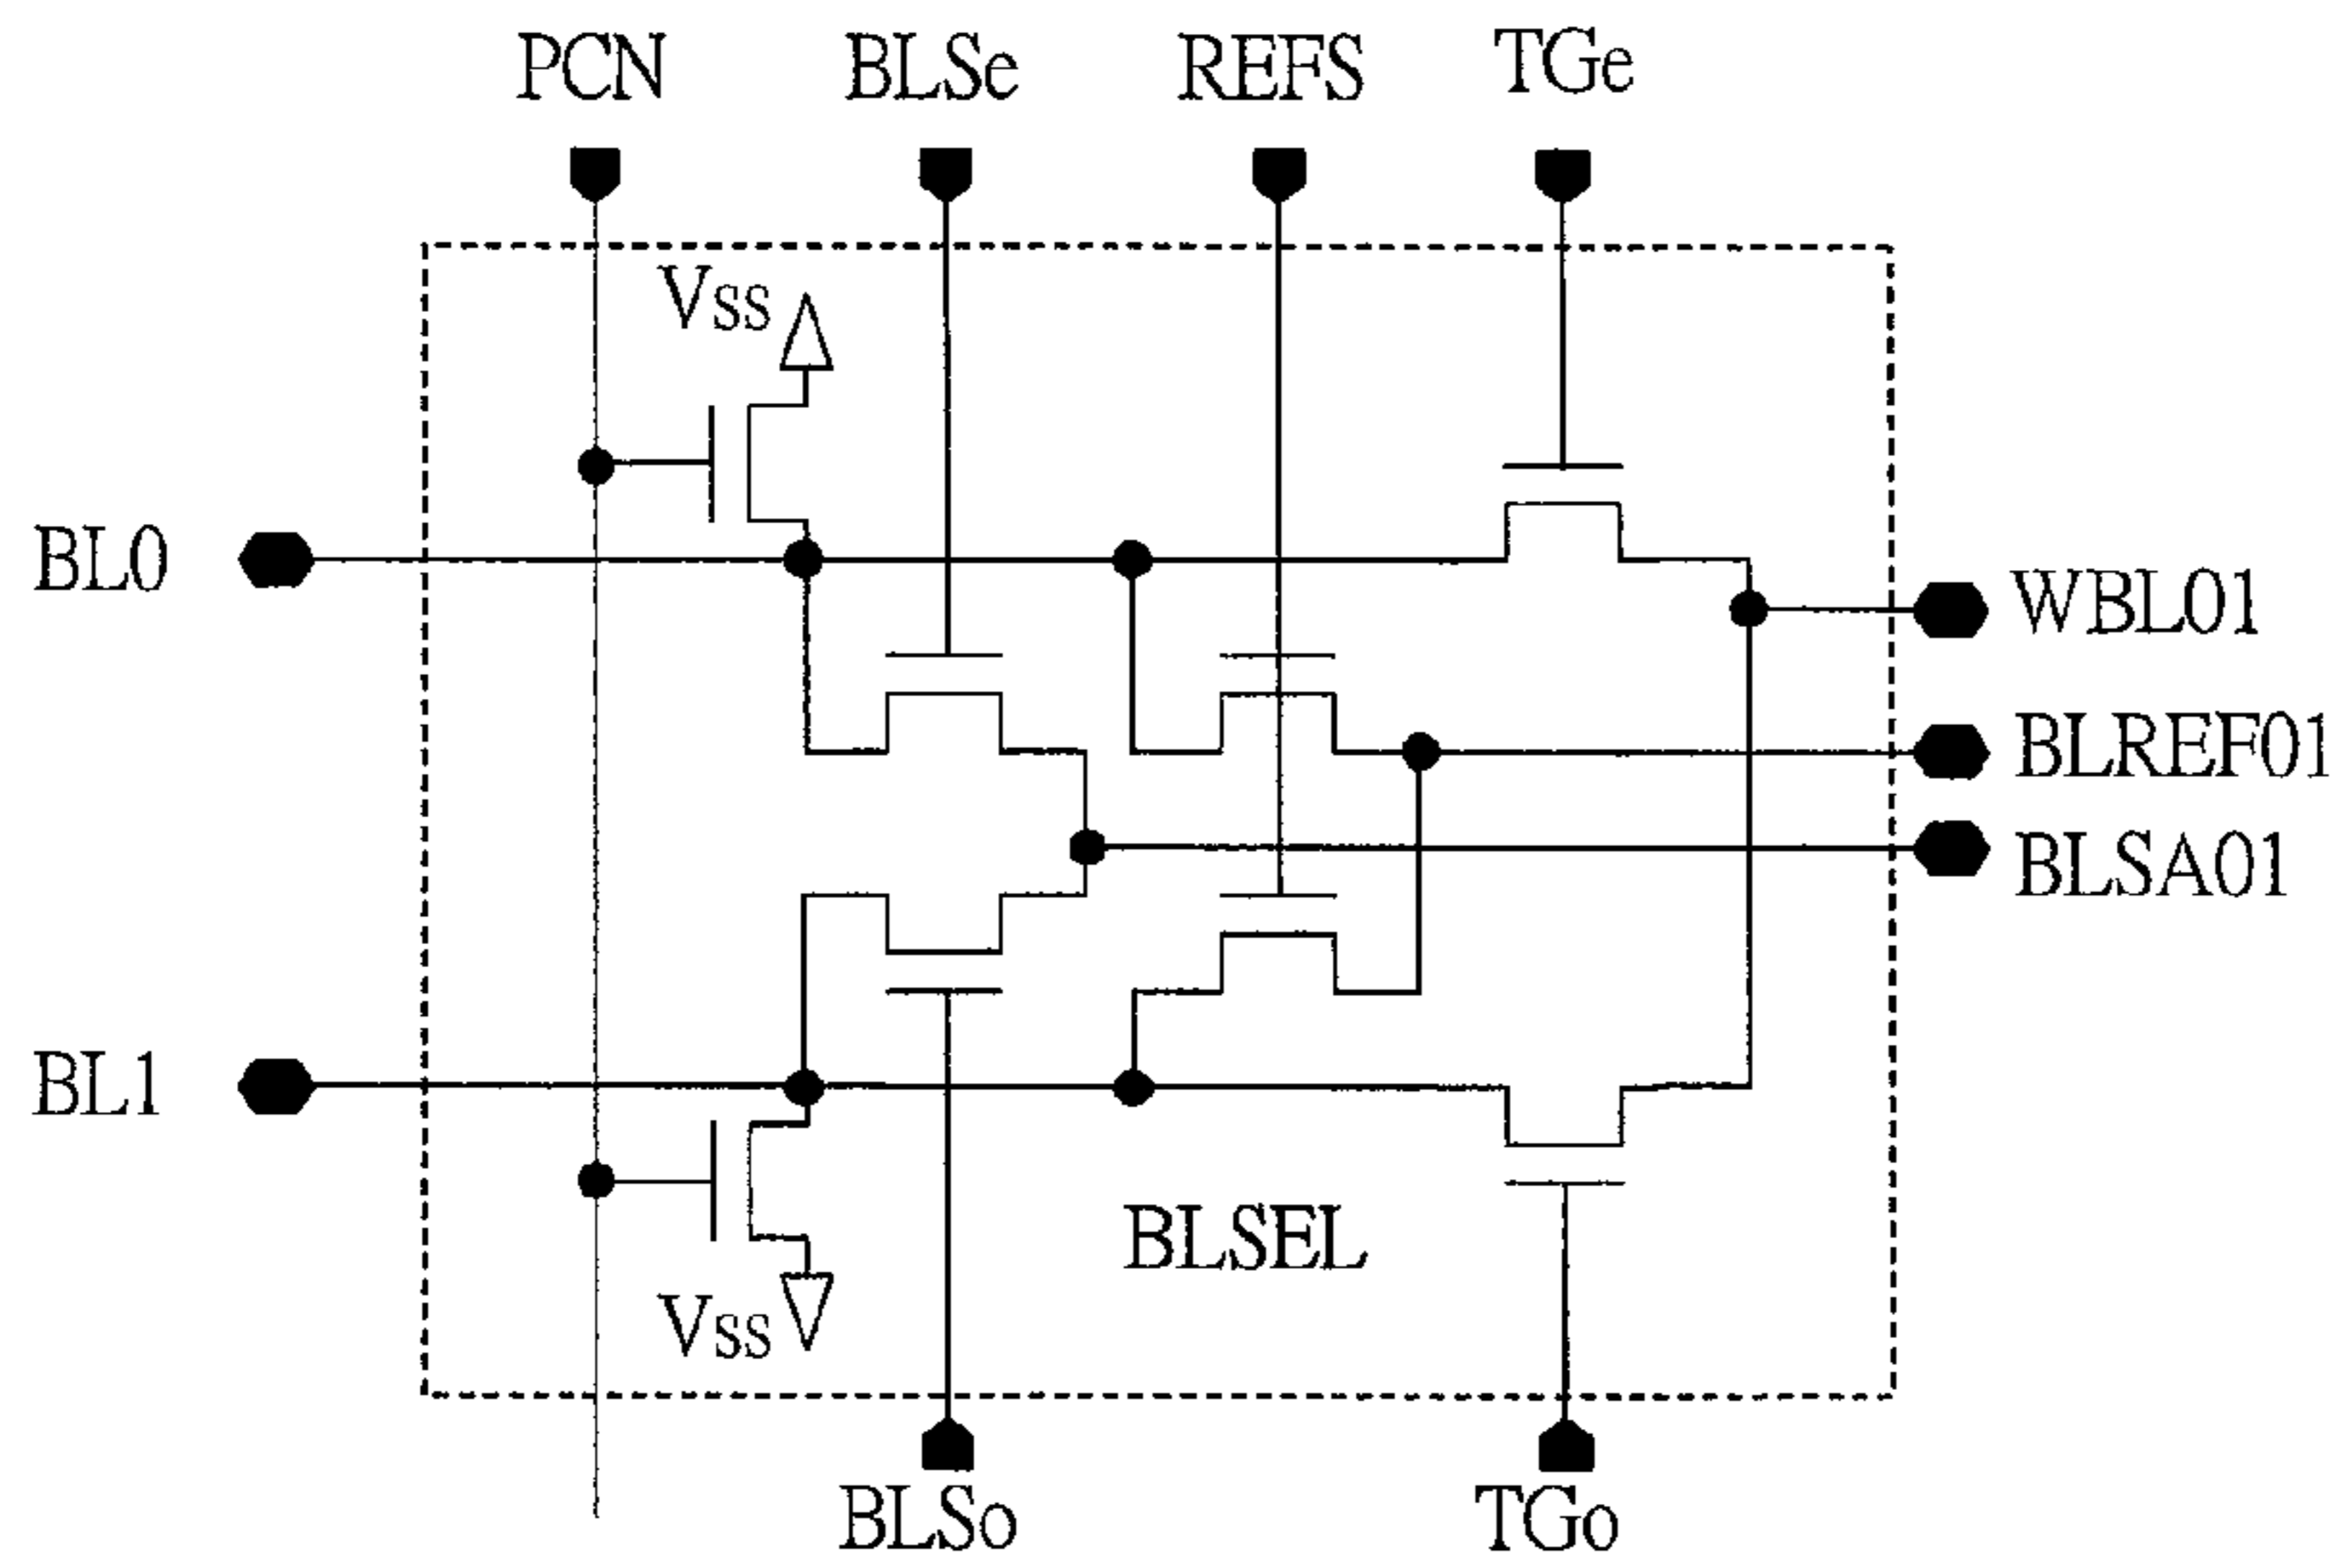 PCN
BLSe
REFS
TGe
VSS
BL0
WBL01
BLREF01
BLSA01
BL1
BLSEL
VSS
BLSo
TGo